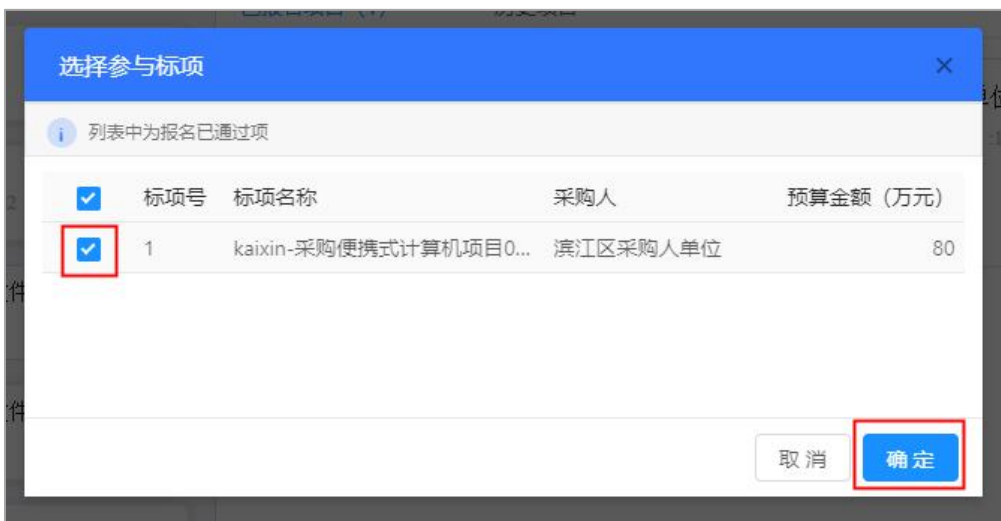 选择参与标项
列表中为报名已通过项
标项号 标项名称 采购人 预算金额（万元）
1 kaixin-采购便携式计算机项目0... 滨江区采购人单位 80
取消 确定